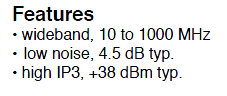 Features
• wideband, 10 to 1000 MHz
• low noise, 4.5 dB typ.
• high IP3, +38 dBm typ.